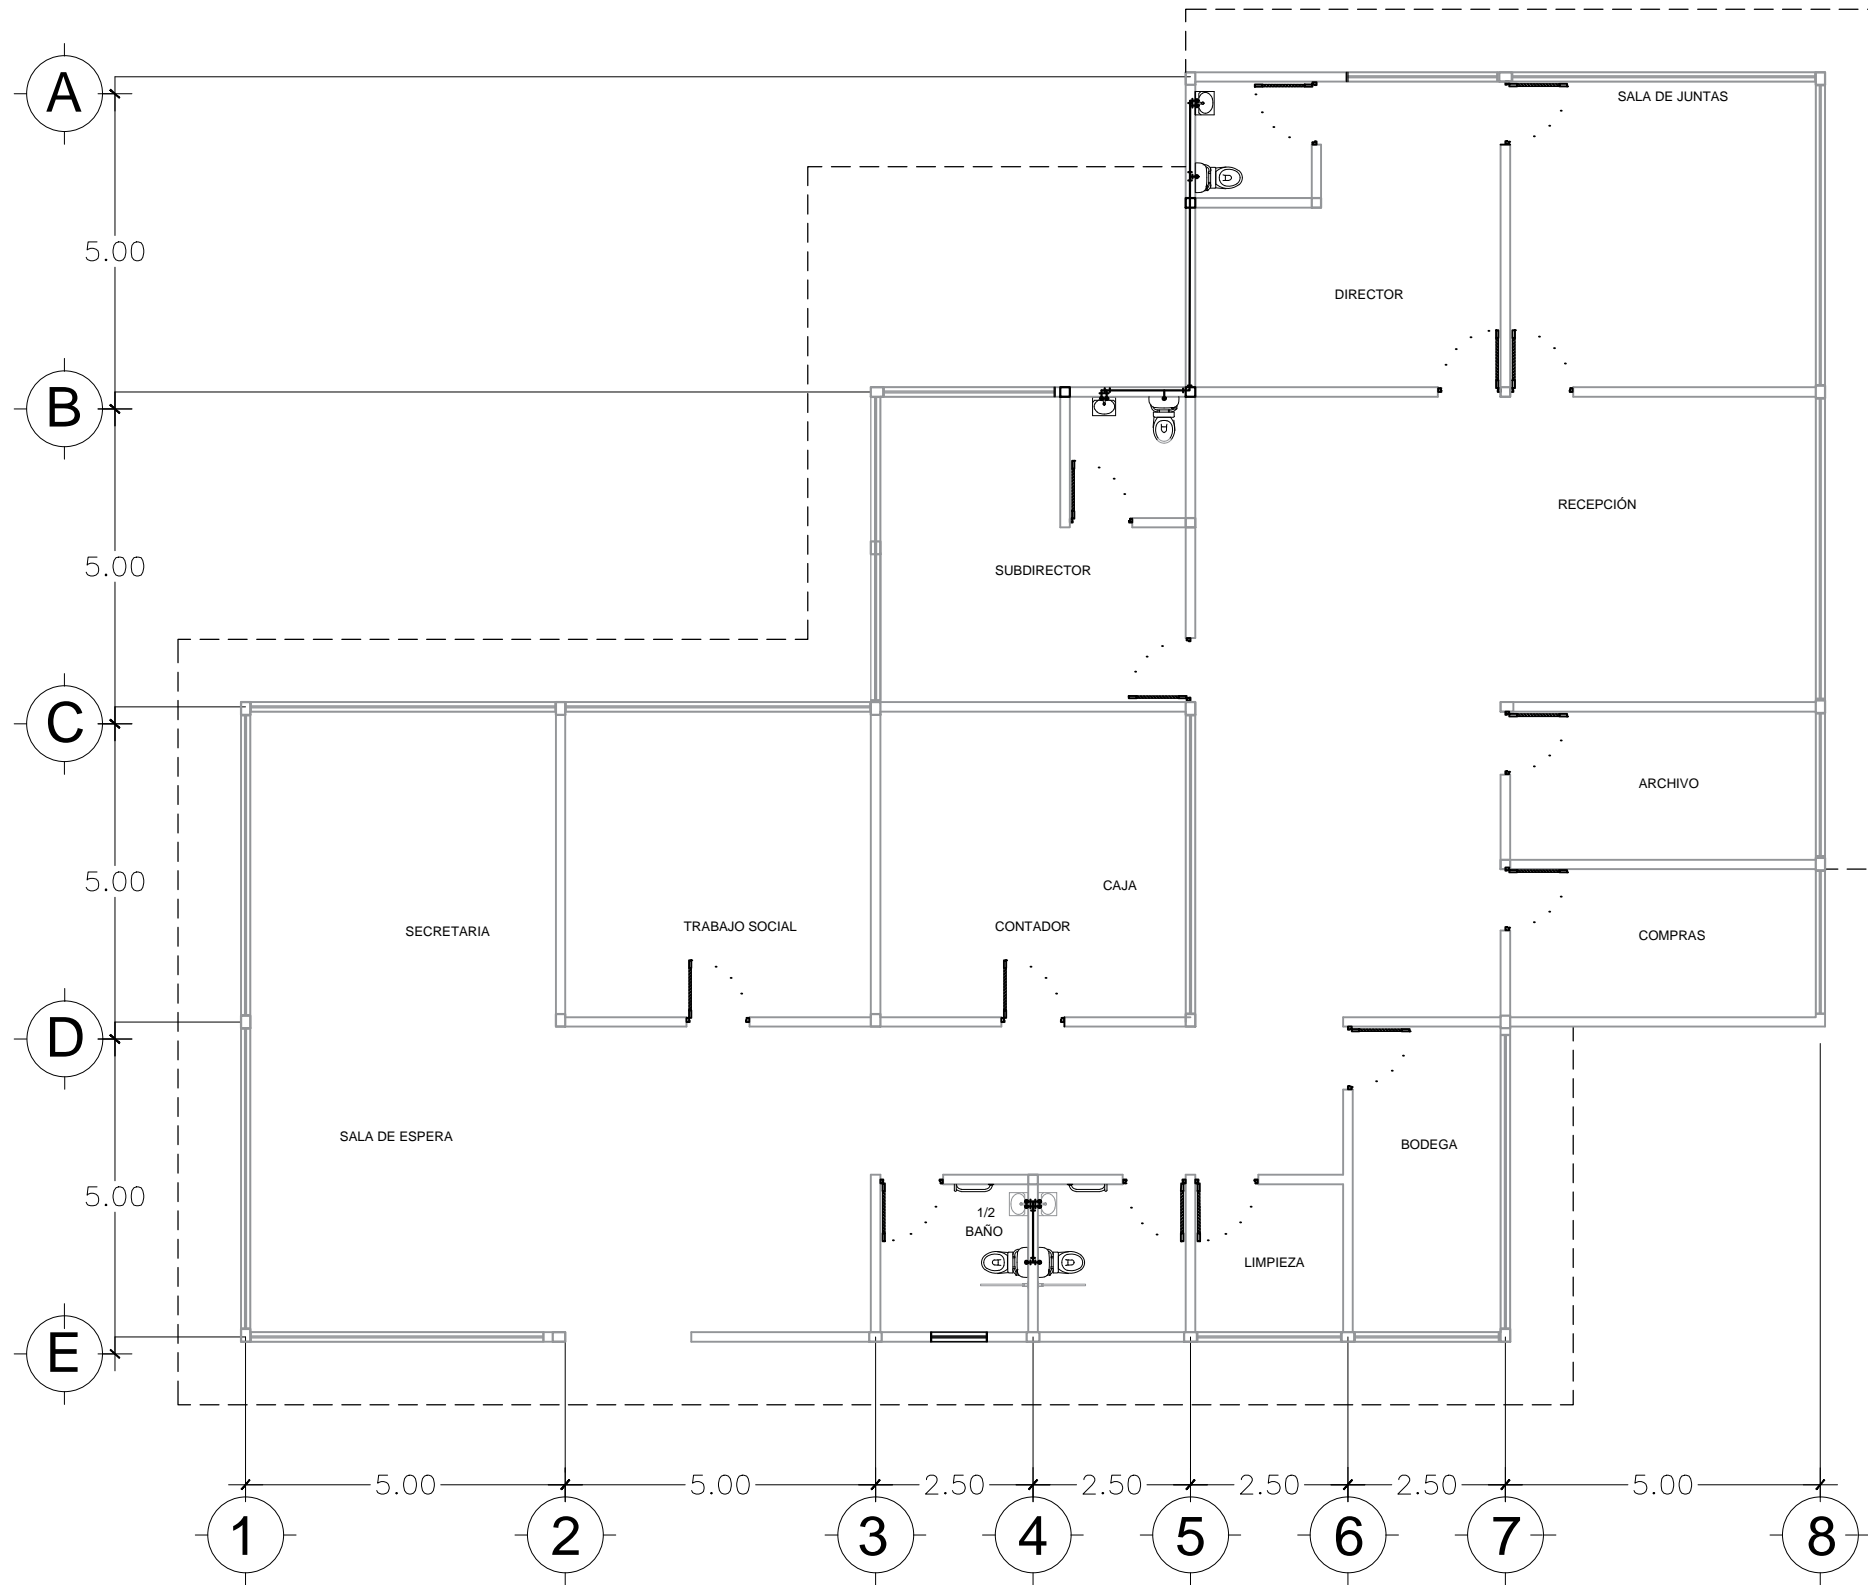 A
SALA DE JUNTAS
5.00
DIRECTOR
B
RECEPCIÓN
5.00
SUBDIRECTOR
C
ARCHIVO
5.00
CAJA
SECRETARIA
TRABAJO SOCIAL
CONTADOR
COMPRAS
D
SALA DE ESPERA
BODEGA
5.00
1/2
BAÑO
LIMPIEZA
E
5.00
5.00
2.50
2.50
2.50
2.50
5.00
1
2
3
4
5
6
7
8